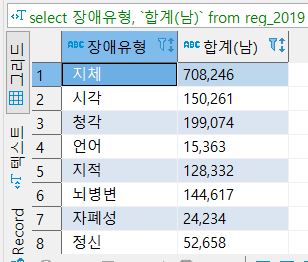 select 장애유형, `합계(남)` from reg_2019
그리드
텍스트
Record
ABC 장애유형 ABC 합계(남)
1 지체 708,246
2 시각 150,261
3 청각 199,074
4 언어 15,363
5 지적 128,332
6 뇌병변 144,617
7 자폐성 24,234
8 정신 52,658